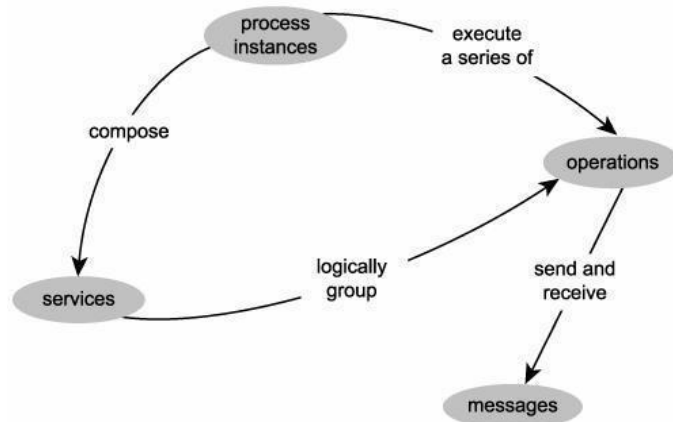 process
instances
execute
a series of
compose
operations
logically
group
send and
receive
services
messages